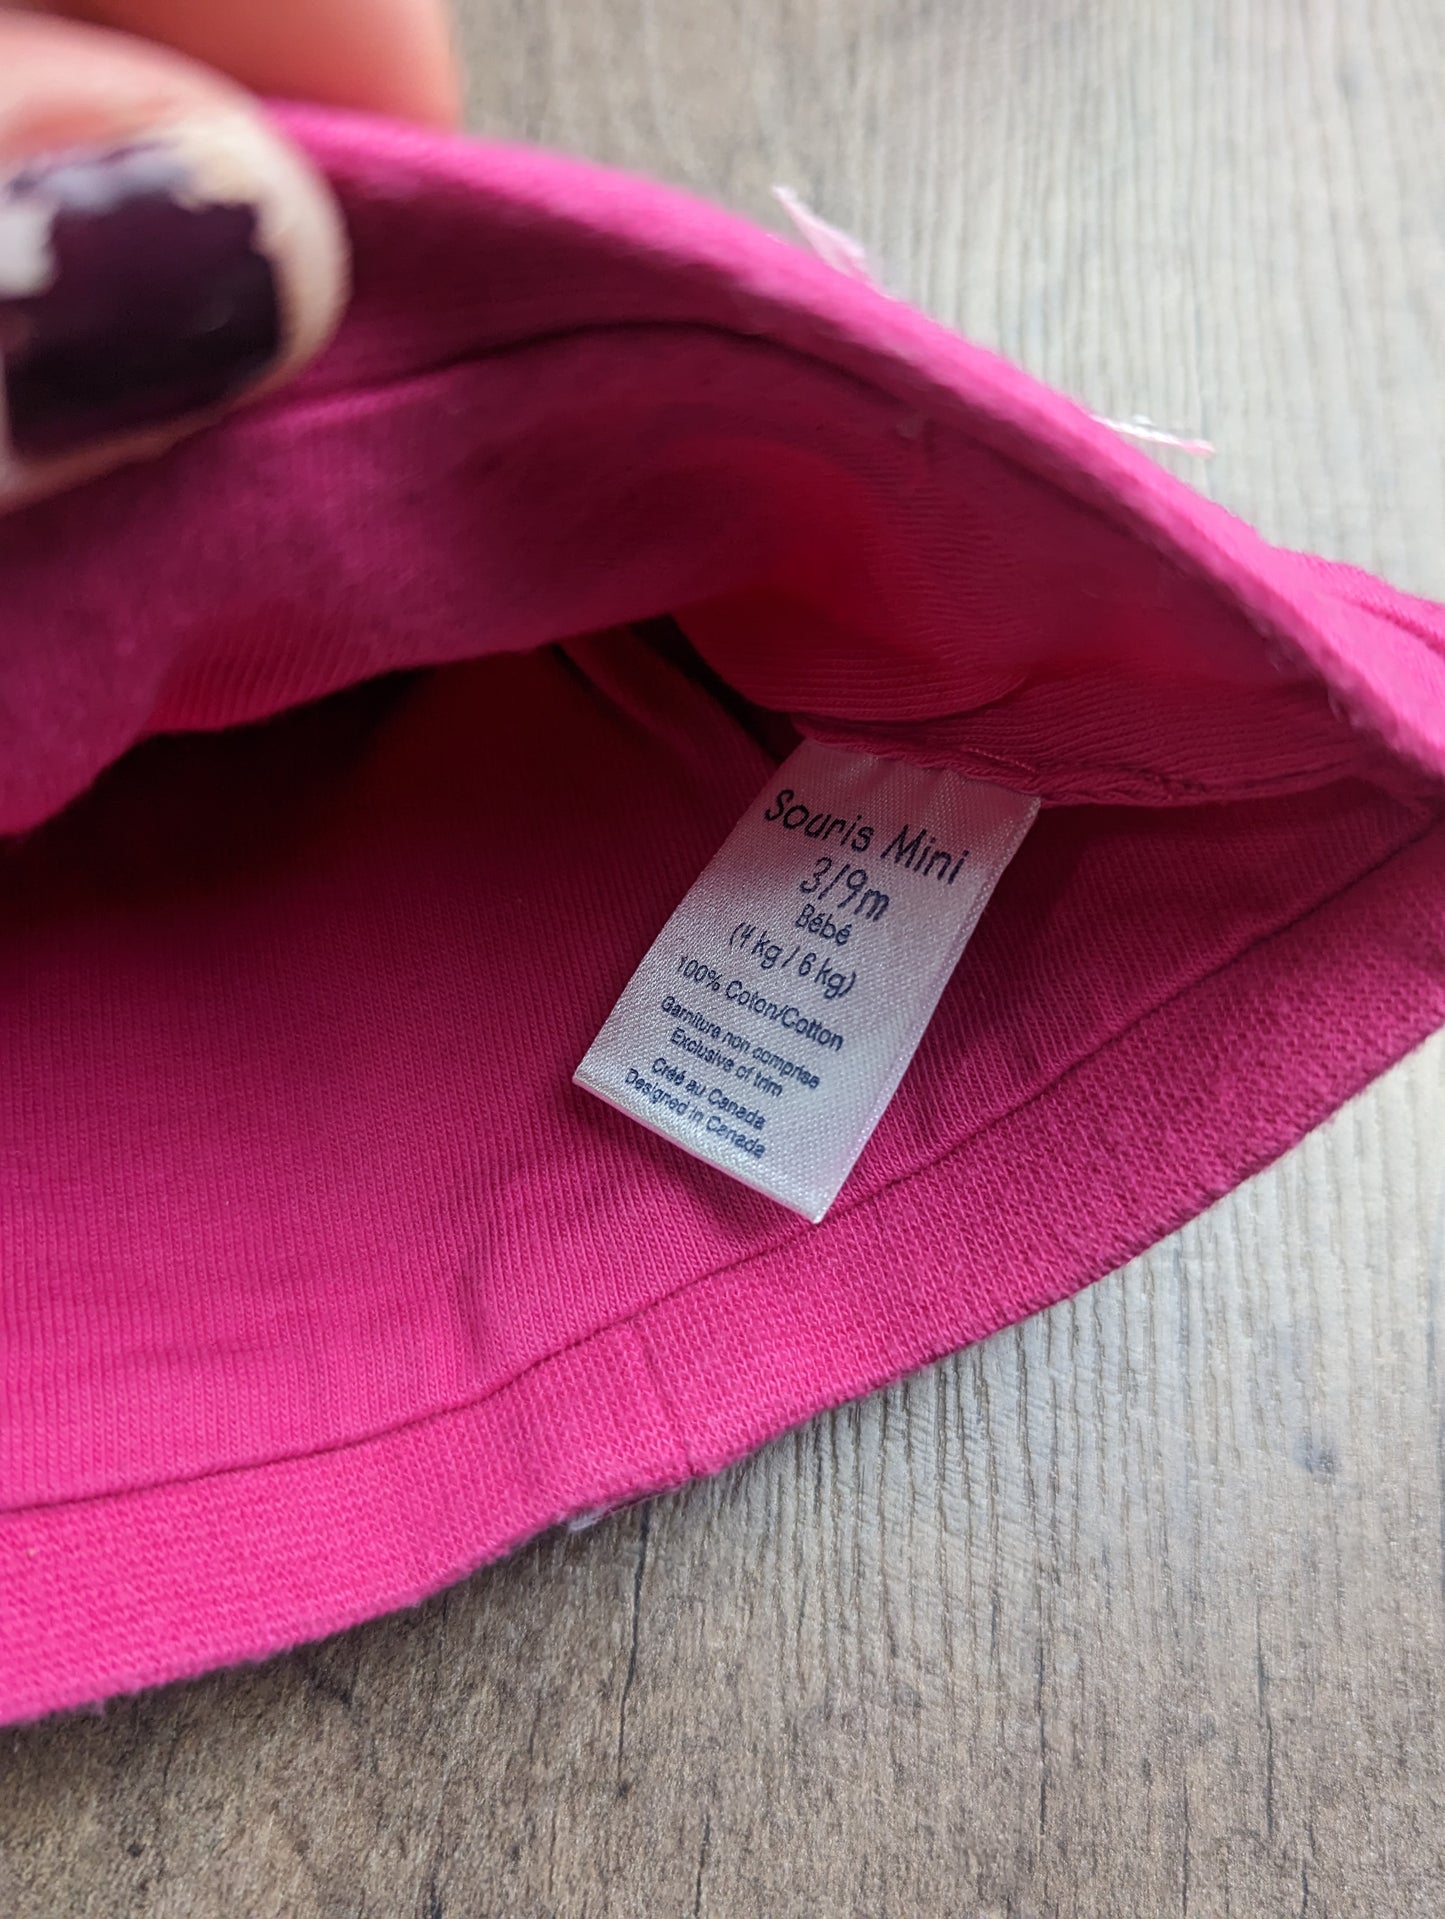 Souris Mini
3/9m
Bébé
(4 kg / 6 kg)
100% Coton/Cotton
Garniture non comprise
Exclusive of trim
Créé au Canada
Designed in Canada